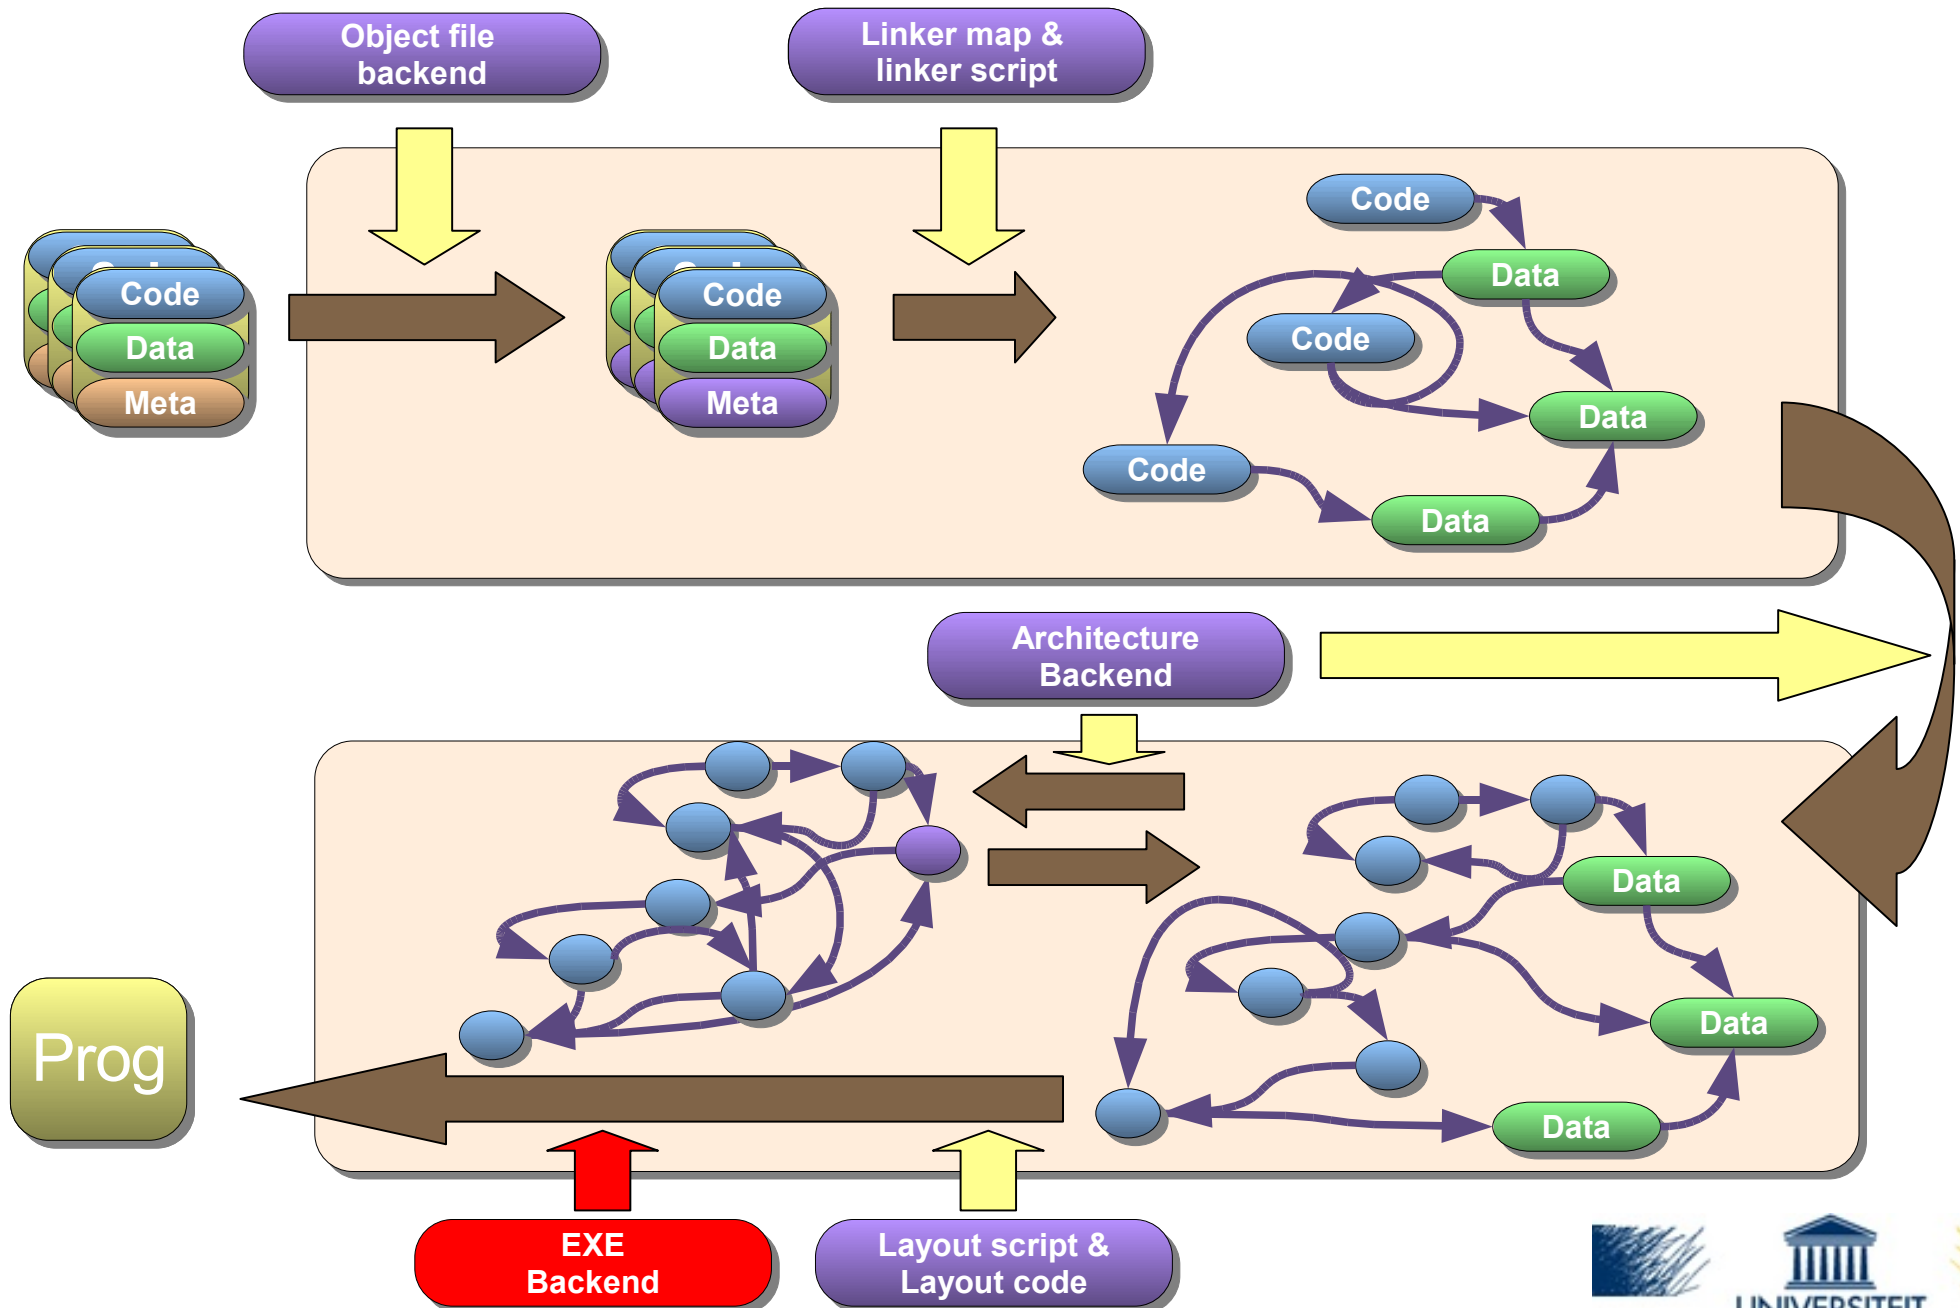 Object file
backend
Linker map &
linker script
Code
Data
Meta
Code
Data
Meta
Code
Data
Code
Data
Code
Data
Architecture
Backend
Data
Data
Data
Prog
EXE
Backend
Layout script &
Layout code
UNIVERSITEIT